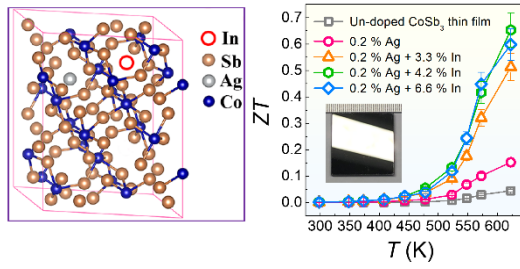 In
Sb
Ag
Co
Un-doped CoSb₃ thin film
0.2 % Ag
0.2 % Ag + 3.3 % In
0.2 % Ag + 4.2 % In
0.2 % Ag + 6.6 % In
ZT
0.7
0.6
0.5
0.4
0.3
0.2
0.1
0.0
300 350 400 450 500 550 600
T (K)